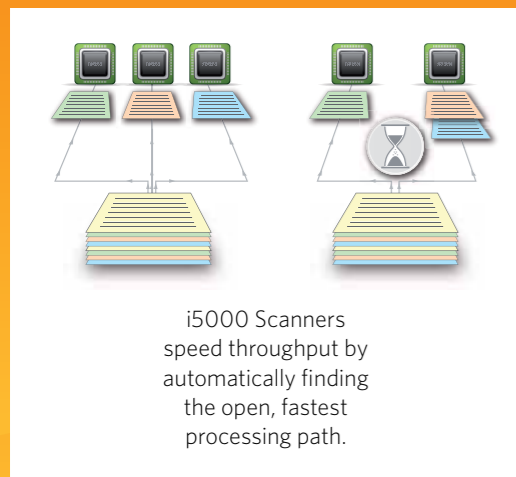 i5000 Scanners
speed throughput by
automatically finding
the open, fastest
processing path.